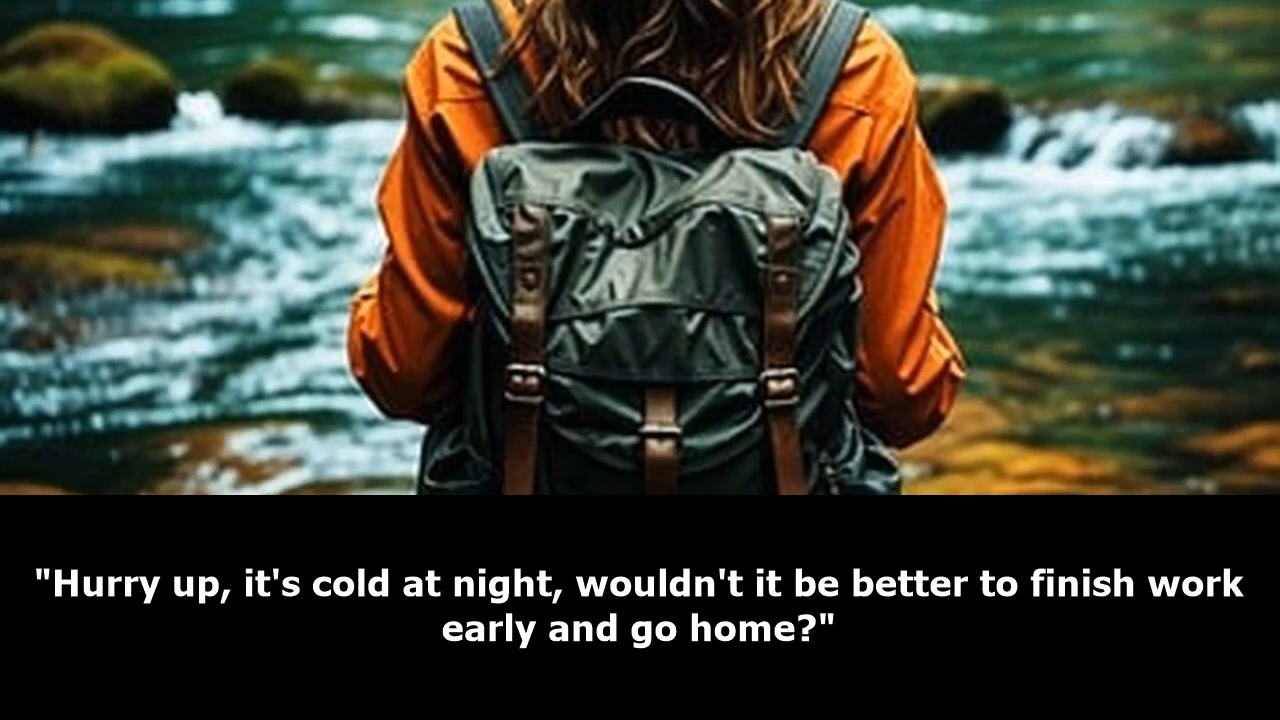 "Hurry up, it's cold at night, wouldn't it be better to finish work
early and go home?"